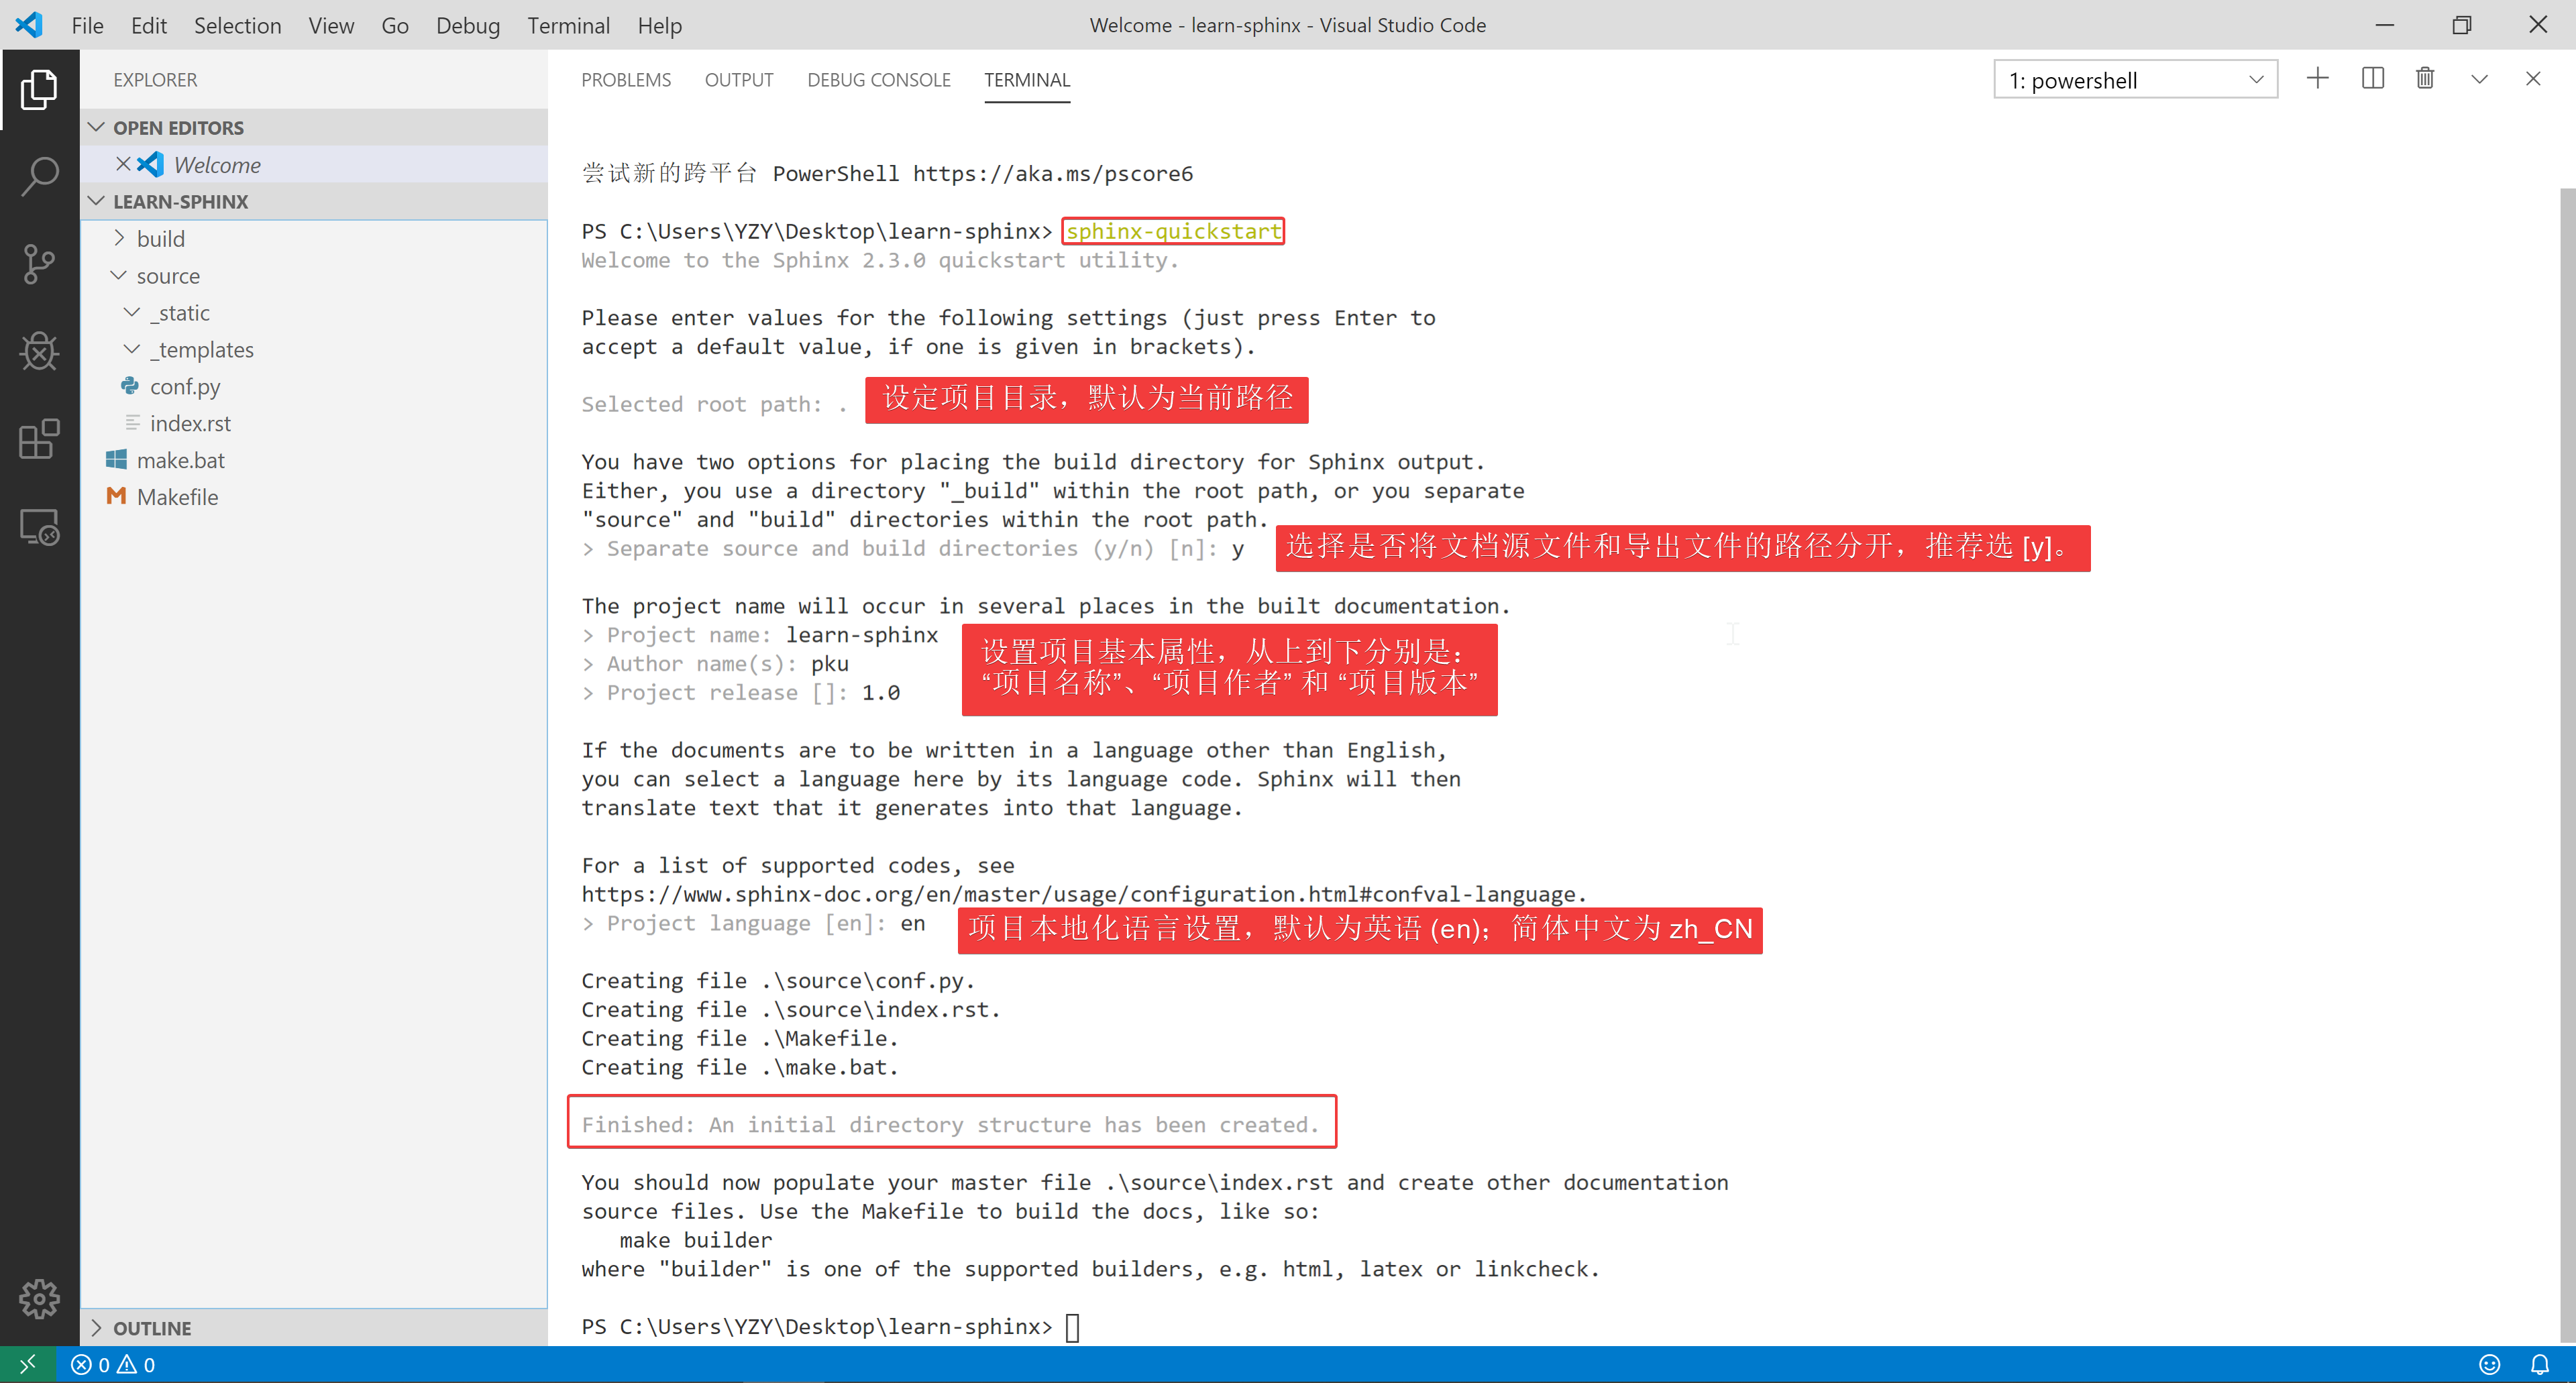 File Edit Selection View Go Debug Terminal Help
Welcome - learn-sphinx - Visual Studio Code
EXPLORER
OPEN EDITORS
Welcome
LEARN-SPHINX
build
source
_static
_templates
conf.py
index.rst
make.bat
Makefile
OUTLINE
PROBLEMS OUTPUT DEBUG CONSOLE TERMINAL
1: powershell
尝试新的跨平台 PowerShell https://aka.ms/pscore6
PS C:\Users\YZY\Desktop\learn-sphinx> sphinx-quickstart
Welcome to the Sphinx 2.3.0 quickstart utility.
Please enter values for the following settings (just press Enter to
accept a default value, if one is given in brackets).
Selected root path: .
设定项目目录，默认为当前路径
You have two options for placing the build directory for Sphinx output.
Either, you use a directory "_build" within the root path, or you separate
"source" and "build" directories within the root path.
> Separate source and build directories (y/n) [n]: y
选择是否将文档源文件和导出文件的路径分开，推荐选 [y]。
The project name will occur in several places in the built documentation.
> Project name: learn-sphinx
> Author name(s): pku
> Project release []: 1.0
设置项目基本属性，从上到下分别是：
“项目名称”、“项目作者” 和 “项目版本”
If the documents are to be written in a language other than English,
you can select a language here by its language code. Sphinx will then
translate text that it generates into that language.
For a list of supported codes, see
https://www.sphinx-doc.org/en/master/usage/configuration.html#confval-language.
> Project language [en]: en
项目本地化语言设置，默认为英语 (en)；简体中文为 zh_CN
Creating file .\source\conf.py.
Creating file .\source\index.rst.
Creating file .\Makefile.
Creating file .\make.bat.
Finished: An initial directory structure has been created.
You should now populate your master file .\source\index.rst and create other documentation
source files. Use the Makefile to build the docs, like so:
make builder
where "builder" is one of the supported builders, e.g. html, latex or linkcheck.
PS C:\Users\YZY\Desktop\learn-sphinx>
0 0